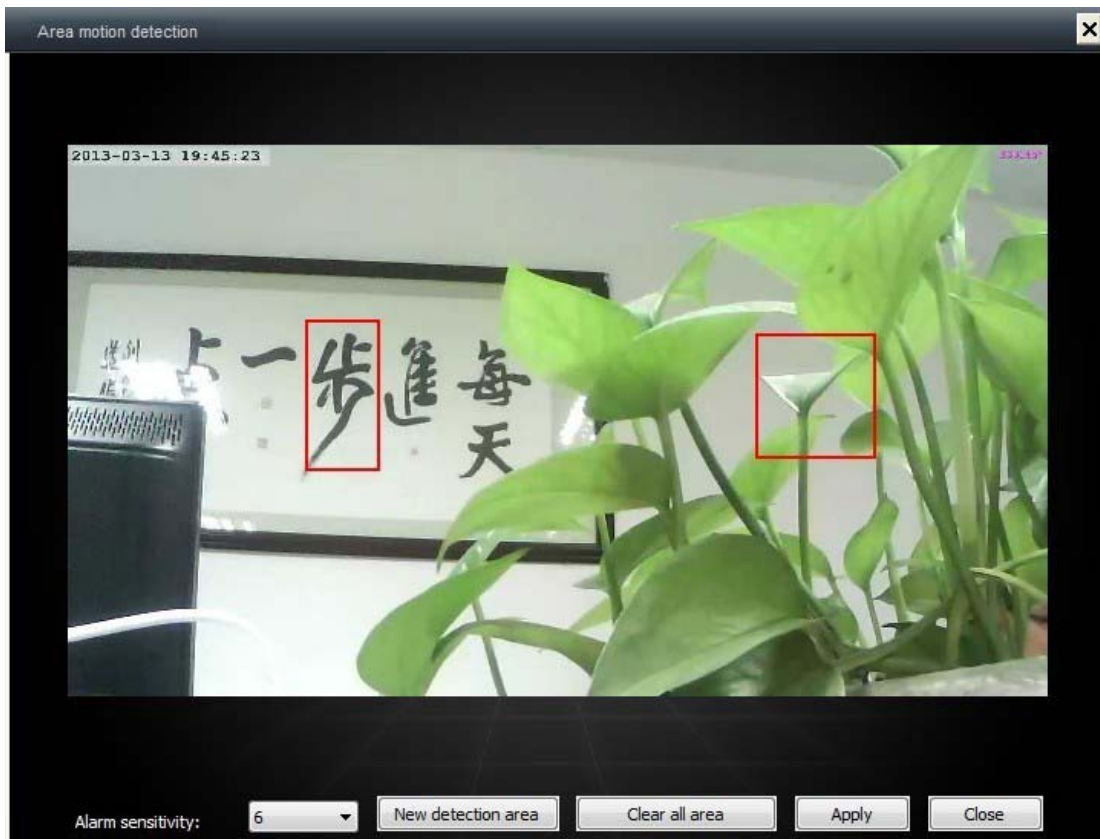 Area motion detection
2013-03-13 19:45:23
每天進步一
Alarm sensitivity:
6
New detection area
Clear all area
Apply
Close